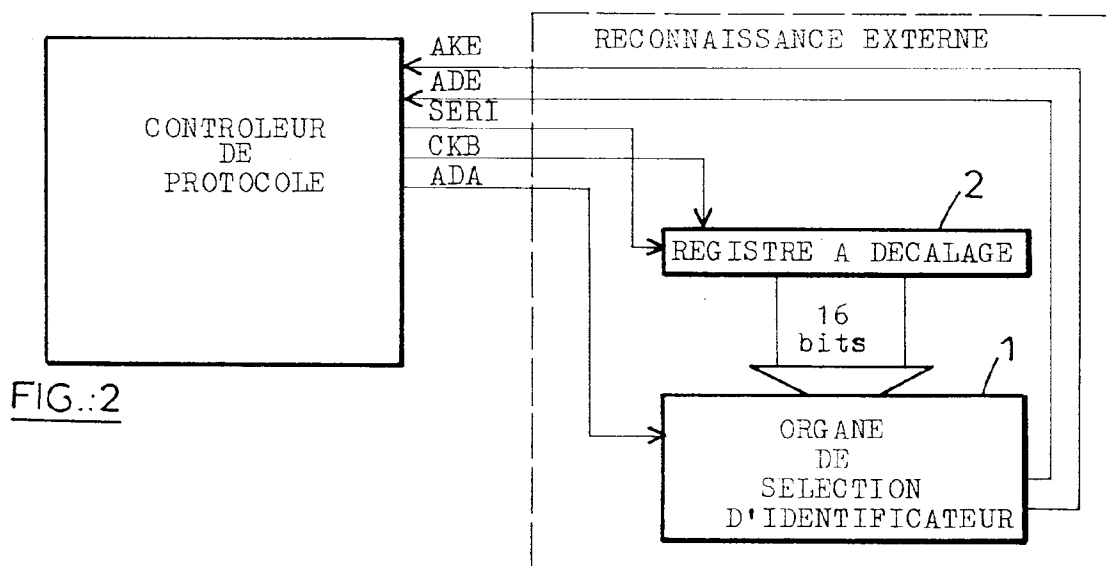 RECONNAISSANCE EXTERNE
AKE
ADE
SERI
CKB
ADA
CONTROLEUR
DE
PROTOCOLE
2
REGISTRE A DECALAGE
16
bits
1
ORGANE
DE
SELECTION
D'IDENTIFICATEUR
FIG.:2